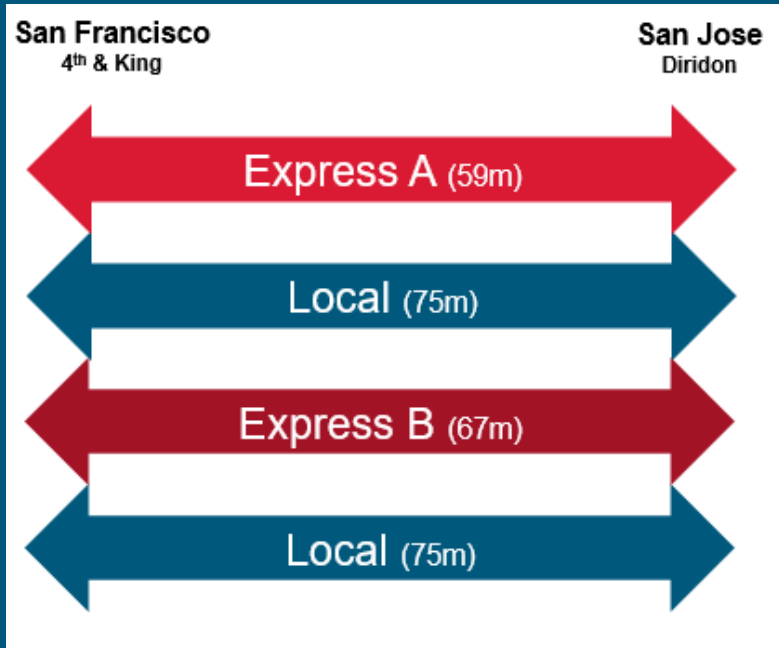 San Francisco
4th & King
San Jose
Diridon
Express A (59m)
Local (75m)
Express B (67m)
Local (75m)